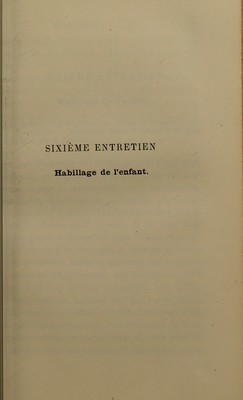 SIXIÈME ENTRETIEN
Habillage de l'enfant.